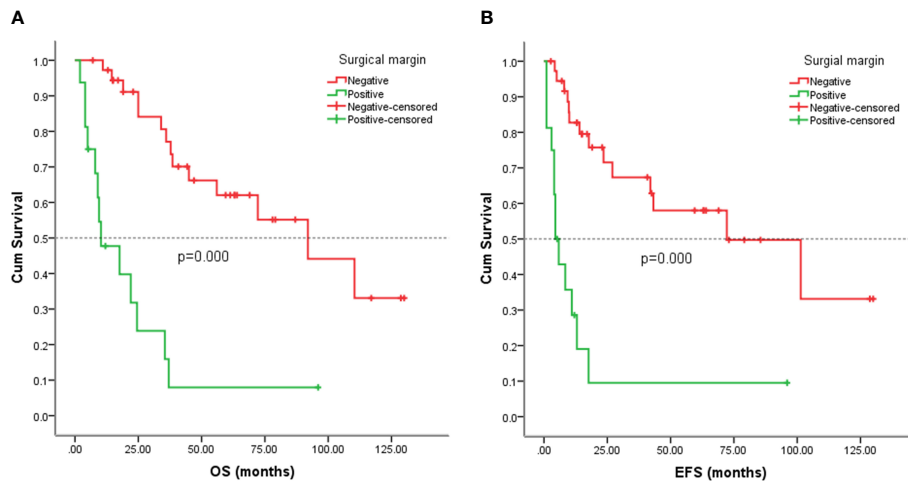 A
Surgical margin
Negative
Positive
Negative-censored
Positive-censored
Cum Survival
1.0
0.9
0.8
0.7
0.6
0.5
0.4
0.3
0.2
0.1
0.0
p=0.000
.00 25.00 50.00 75.00 100.00 125.00
OS (months)
B
Surgial margin
Negative
Positive
Negative-censored
Positive-censored
Cum Survival
1.0
0.9
0.8
0.7
0.6
0.5
0.4
0.3
0.2
0.1
0.0
p=0.000
.00 25.00 50.00 75.00 100.00 125.00
EFS (months)